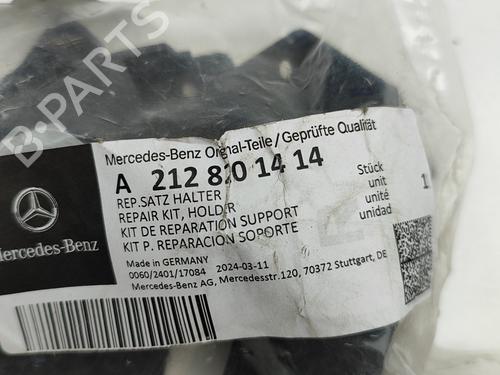 B-PARTS
Mercedes-Benz
Mercedes-Benz Original-Teile/Geprüfte Qualität
A 212 820 14 14
REP.SATZ HALTER
REPAIR KIT, HOLDER
KIT DE REPARATION SUPPORT
KIT P. REPARACION SOPORTE
Stück
unit
unité
unidad
1
Made in GERMANY
0060/2401/17084 2024-03-11
Mercedes-Benz AG, Mercedesstr.120, 70372 Stuttgart, DE